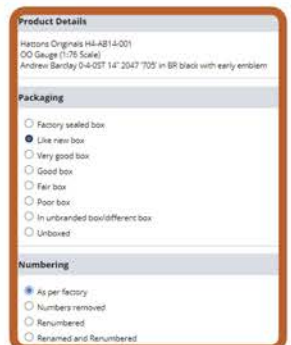 Product Details
Hattons Originals H4-AB14-001
OO Gauge (1:76 Scale)
Andrew Barclay 0-4-0ST 14" 2047 '705' in BR black with early emblem
Packaging
Factory sealed box
Like new box
Very good box
Good box
Fair box
Poor box
In unbranded box/different box
Unboxed
Numbering
As per factory
Numbers removed
Renumbered
Renamed and Renumbered